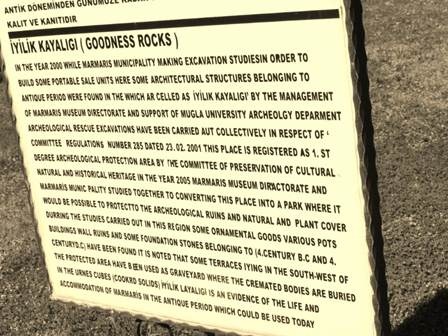 ANTİK DÖNEMİNDEN GÜNÜMÜZE
KALIT VE KANITIDIR
İYİLİK KAYALIGI ( GOODNESS ROCKS )
IN THE YEAR 2000 WHILE MARMARIS MUNICIPALITY MAKING EXCAVATION STUDIESIN ORDER TO
BUILD SOME PORTABLE SALE UNITS HERE SOME ARCHITECTURAL STRUCTURES BELONGING TO
ANTIQUE PERIOD WERE FOUND IN THE WHICH AR CELLED AS İYİLİK KAYALIGI' BY THE MANAGEMENT
OF MARMARIS MUSEUM DIRECTORATE AND SUPPORT OF MUGLA UNIVERSITY ARCHEOLGY DEPARMENT
ARCHEOLOGICAL RESCUE EXCAVATIONS HAVE BEEN CARRIED AUT COLLECTIVELY IN RESPECT OF '
COMMITTEE REGULATIONS NUMBER 285 DATED 23. 02. 2001 THIS PLACE IS REGISTERED AS 1. ST
DEGREE ARCHEOLOGICAL PROTECTION AREA BY THE COMMITTEE OF PRESERVATION OF CULTURAL
NATURAL AND HISTORICAL HERITAGE IN THE YEAR 2005 MARMARIS MUSEUM DIRACTORATE AND
MARMARİS MUNIC PALITY STUDIED TOGETHER TO CONVERTING THIS PLACE INTO A PARK WHERE IT
WOULD BE POSSIBLE TO PROTECTTO THE ARCHAELOGICAL RUINS AND NATURAL AND PLANT COVER
DURRING THE STUDIES CARRIED OUT IN THIS REGION SOME ORNAMENTAL GOODS VARIOUS POTS
BUILDINGS WALL RUINS AND SOME FOUNDATION STONES BELONGING TO (4.CENTURY B.C AND 4.
CENTURYD.C) HAVE BEEN FOUND IT IS NOTED THAT SOME TERRACES IYING IN THE SOUTH-WEST OF
THE PROTECTED AREA HAVE BEEN USED AS GRAVEYARD WHERE THE CREMATED BODIES ARE BURIED
IN THE URNES CUBES (COOKRD SOLIDS) İYİLİK KAYALIGI IS AN EVIDENCE OF THE LIFE AND
ACCOMMODATION OF MARMARİS IN THE ANTIQUE PERIOD WHICH COULD BE USED TODAY